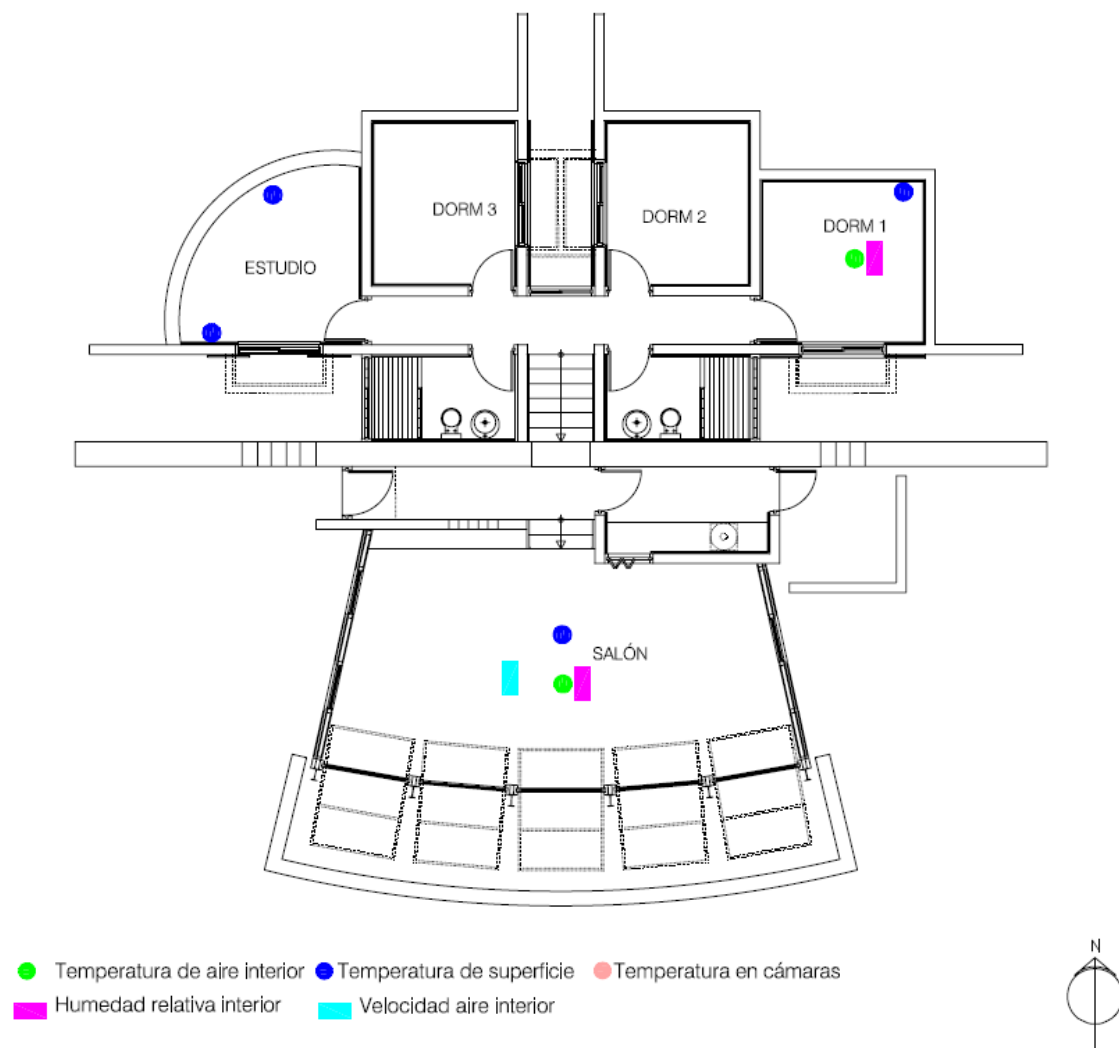 DORM 3
DORM 2
DORM 1
ESTUDIO
SALÓN
Temperatura de aire interior
Temperatura de superficie
Temperatura en cámaras
Humedad relativa interior
Velocidad aire interior
N